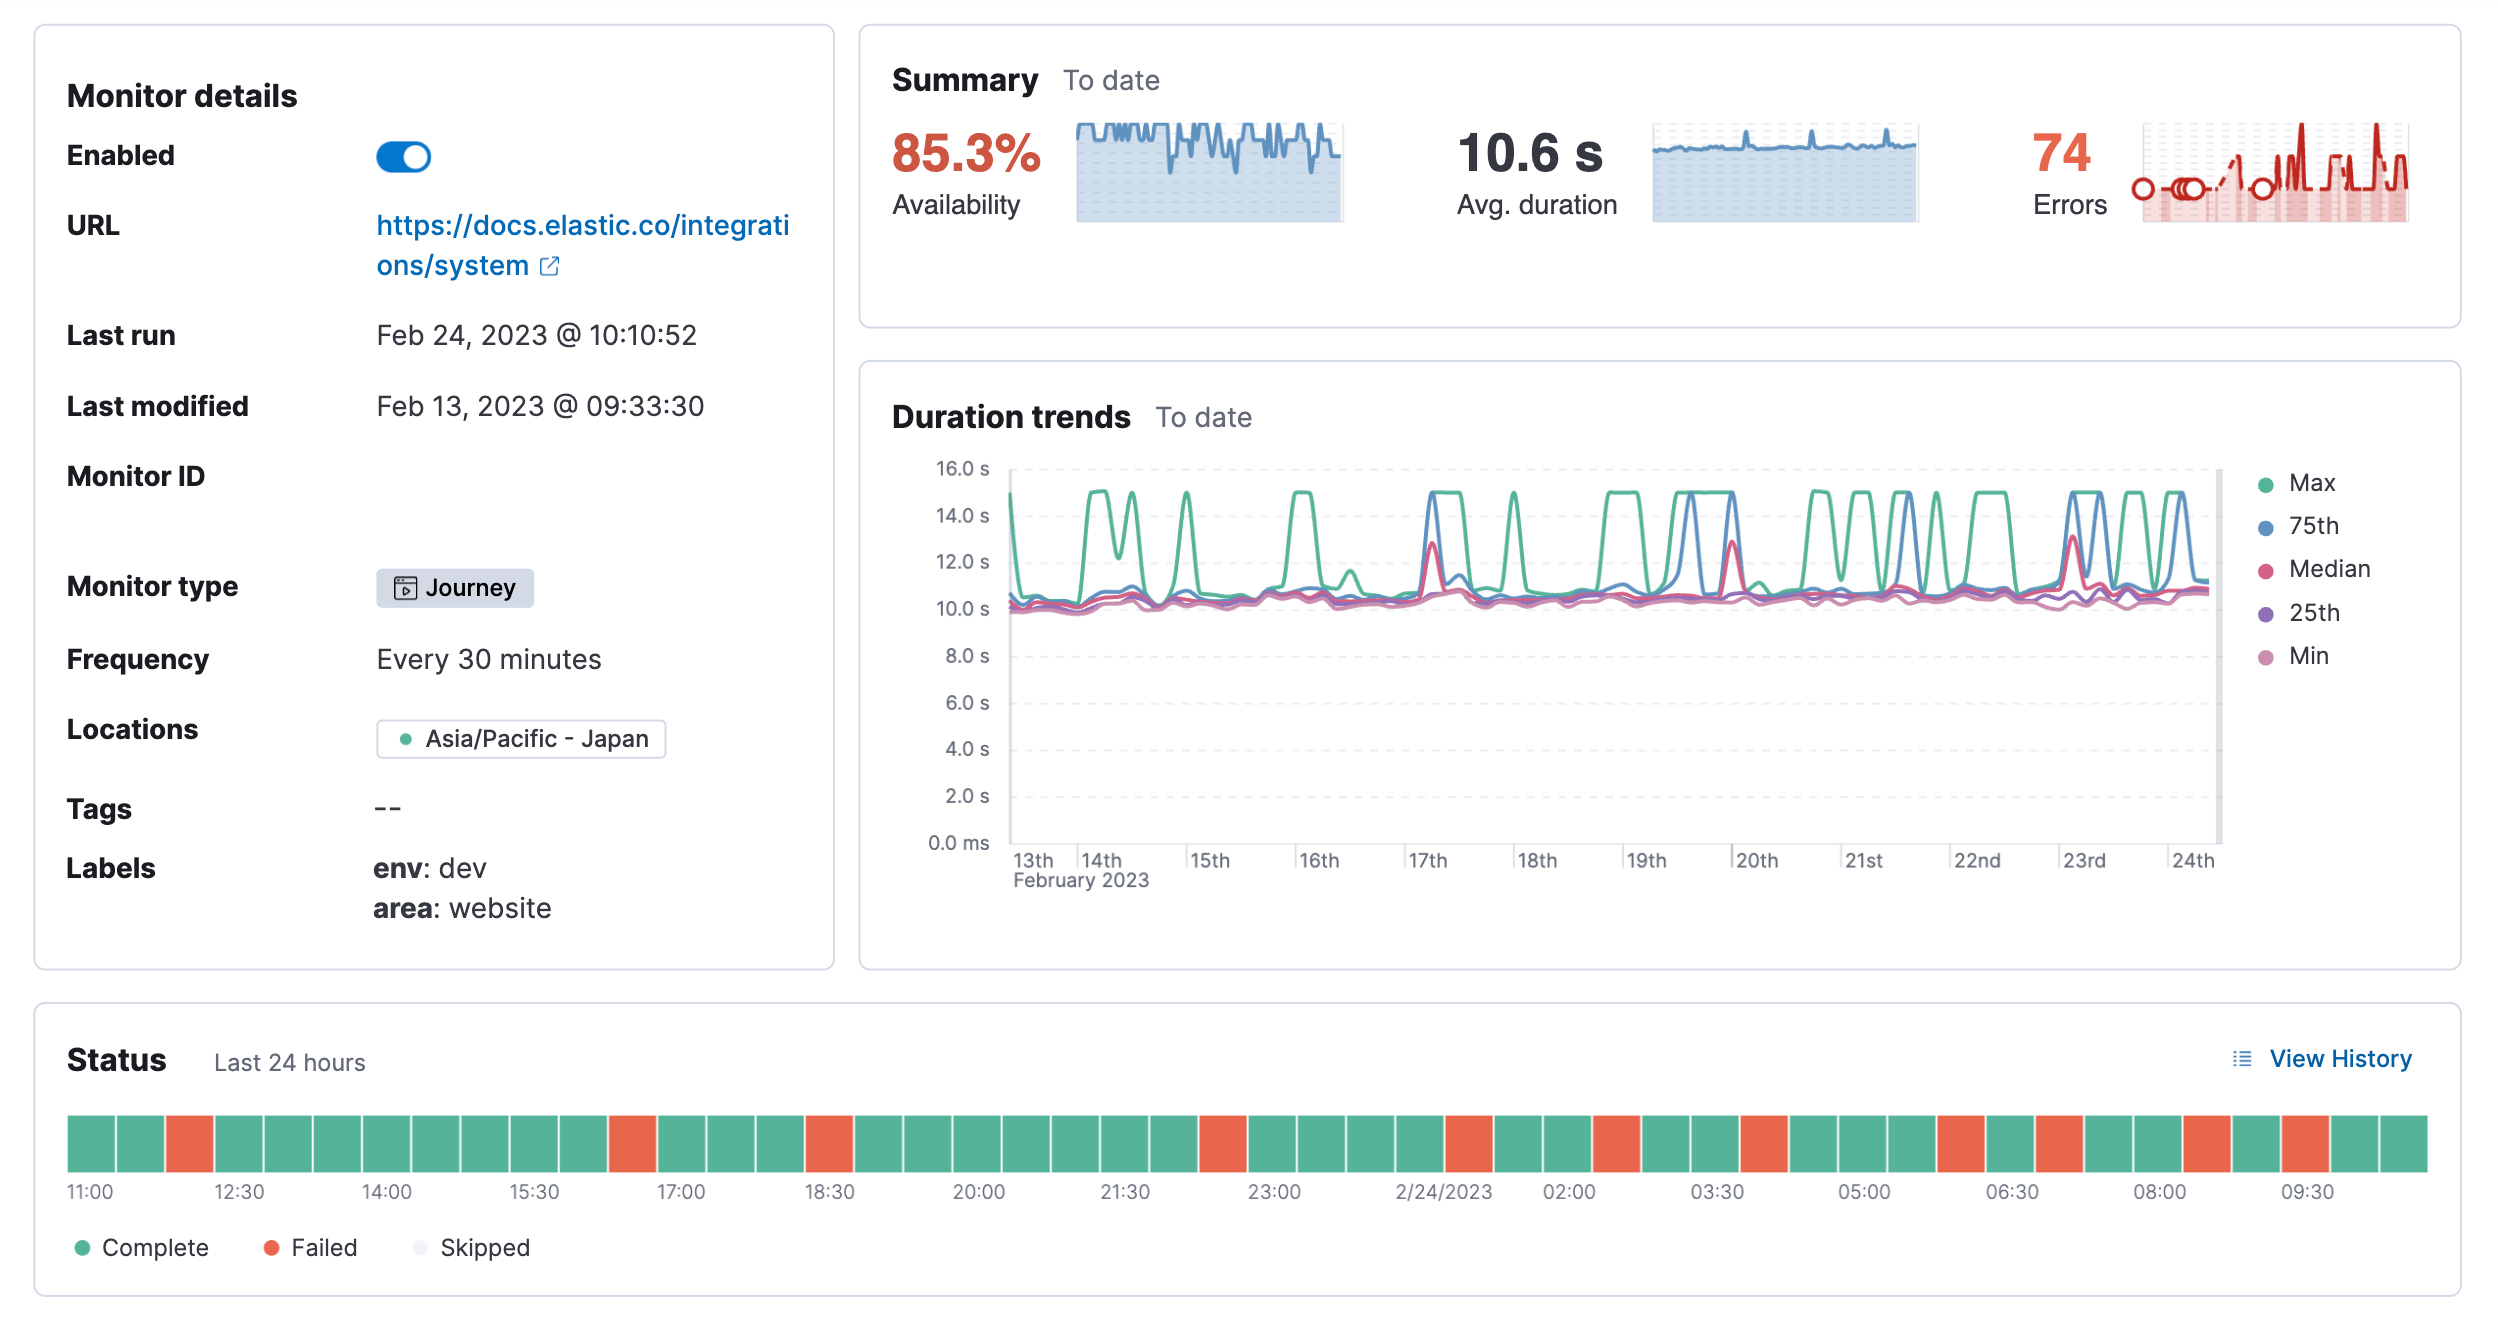 Monitor details
Enabled
URL
https://docs.elastic.co/integrati
ons/system
Last run
Feb 24, 2023 @ 10:10:52
Last modified
Feb 13, 2023 @ 09:33:30
Monitor ID
Monitor type
Journey
Frequency
Every 30 minutes
Locations
Asia/Pacific - Japan
Tags
--
Labels
env: dev
area: website
Summary To date
85.3%
Availability
10.6 s
Avg. duration
74
Errors
Duration trends To date
16.0 s
14.0 s
12.0 s
10.0 s
8.0 s
6.0 s
4.0 s
2.0 s
0.0 ms
13th 14th 15th 16th 17th 18th 19th 20th 21st 22nd 23rd 24th
February 2023
Max
75th
Median
25th
Min
Status Last 24 hours
View History
11:00 12:30 14:00 15:30 17:00 18:30 20:00 21:30 23:00 2/24/2023 02:00 03:30 05:00 06:30 08:00 09:30
Complete Failed Skipped